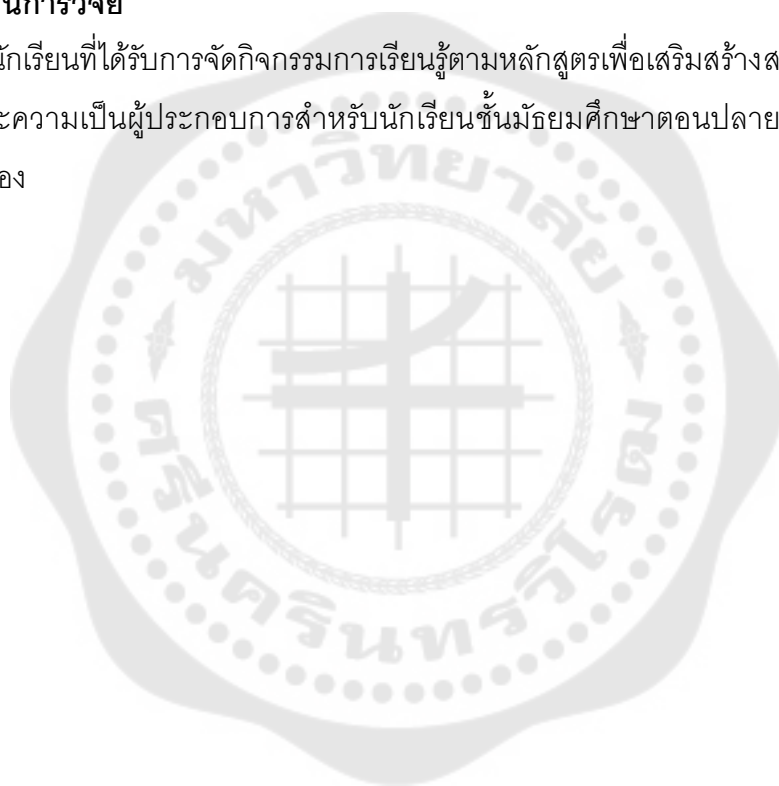 นการวิจัย
นักเรียนที่ได้รับการจัดกิจกรรมการเรียนรู้ตามหลักสูตรเพื่อเสริมสร้างส
ะความเป็นผู้ประกอบการสำหรับนักเรียนชั้นมัธยมศึกษาตอนปลาย
อง
มหาวิทยาลัย
ศรีนครินทรวิโรฒ